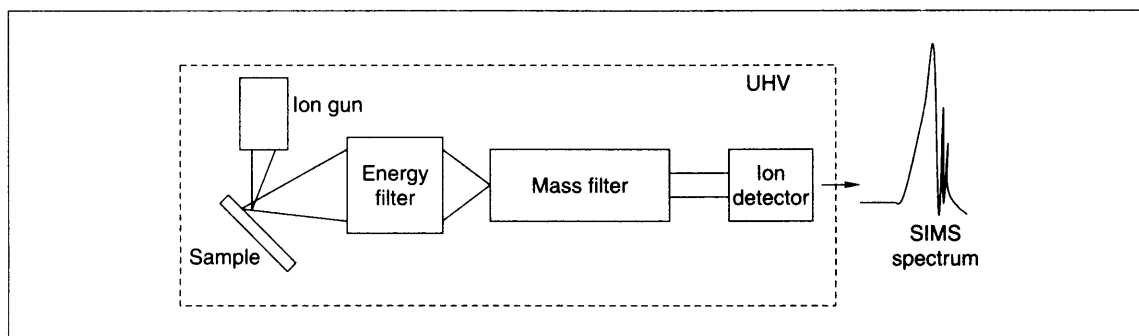 UHV
Ion gun
Energy
filter
Mass filter
Ion
detector
Sample
SIMS
spectrum